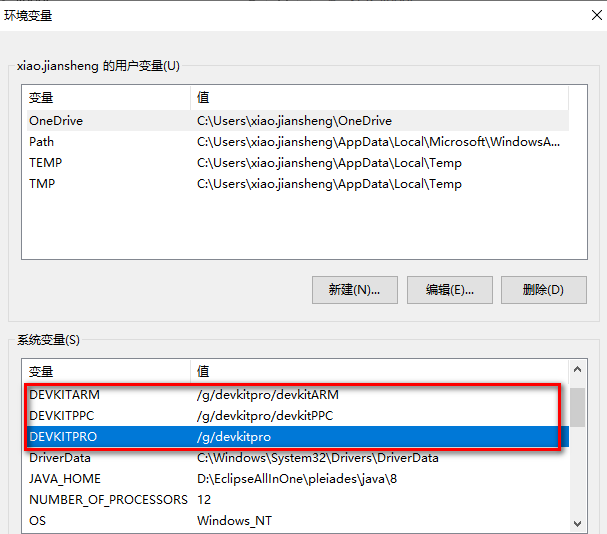 环境变量
xiao.jiansheng 的用户变量(U)
变量 值
OneDrive C:\Users\xiao.jiansheng\OneDrive
Path C:\Users\xiao.jiansheng\AppData\Local\Microsoft\WindowsA...
TEMP C:\Users\xiao.jiansheng\AppData\Local\Temp
TMP C:\Users\xiao.jiansheng\AppData\Local\Temp
新建(N)... 编辑(E)... 删除(D)
系统变量(S)
变量 值
DEVKITARM /g/devkitpro/devkitARM
DEVKITPPC /g/devkitpro/devkitPPC
DEVKITPRO /g/devkitpro
DriverData C:\Windows\System32\Drivers\DriverData
JAVA_HOME D:\EclipseAllInOne\pleiades\java\8
NUMBER_OF_PROCESSORS 12
OS Windows_NT